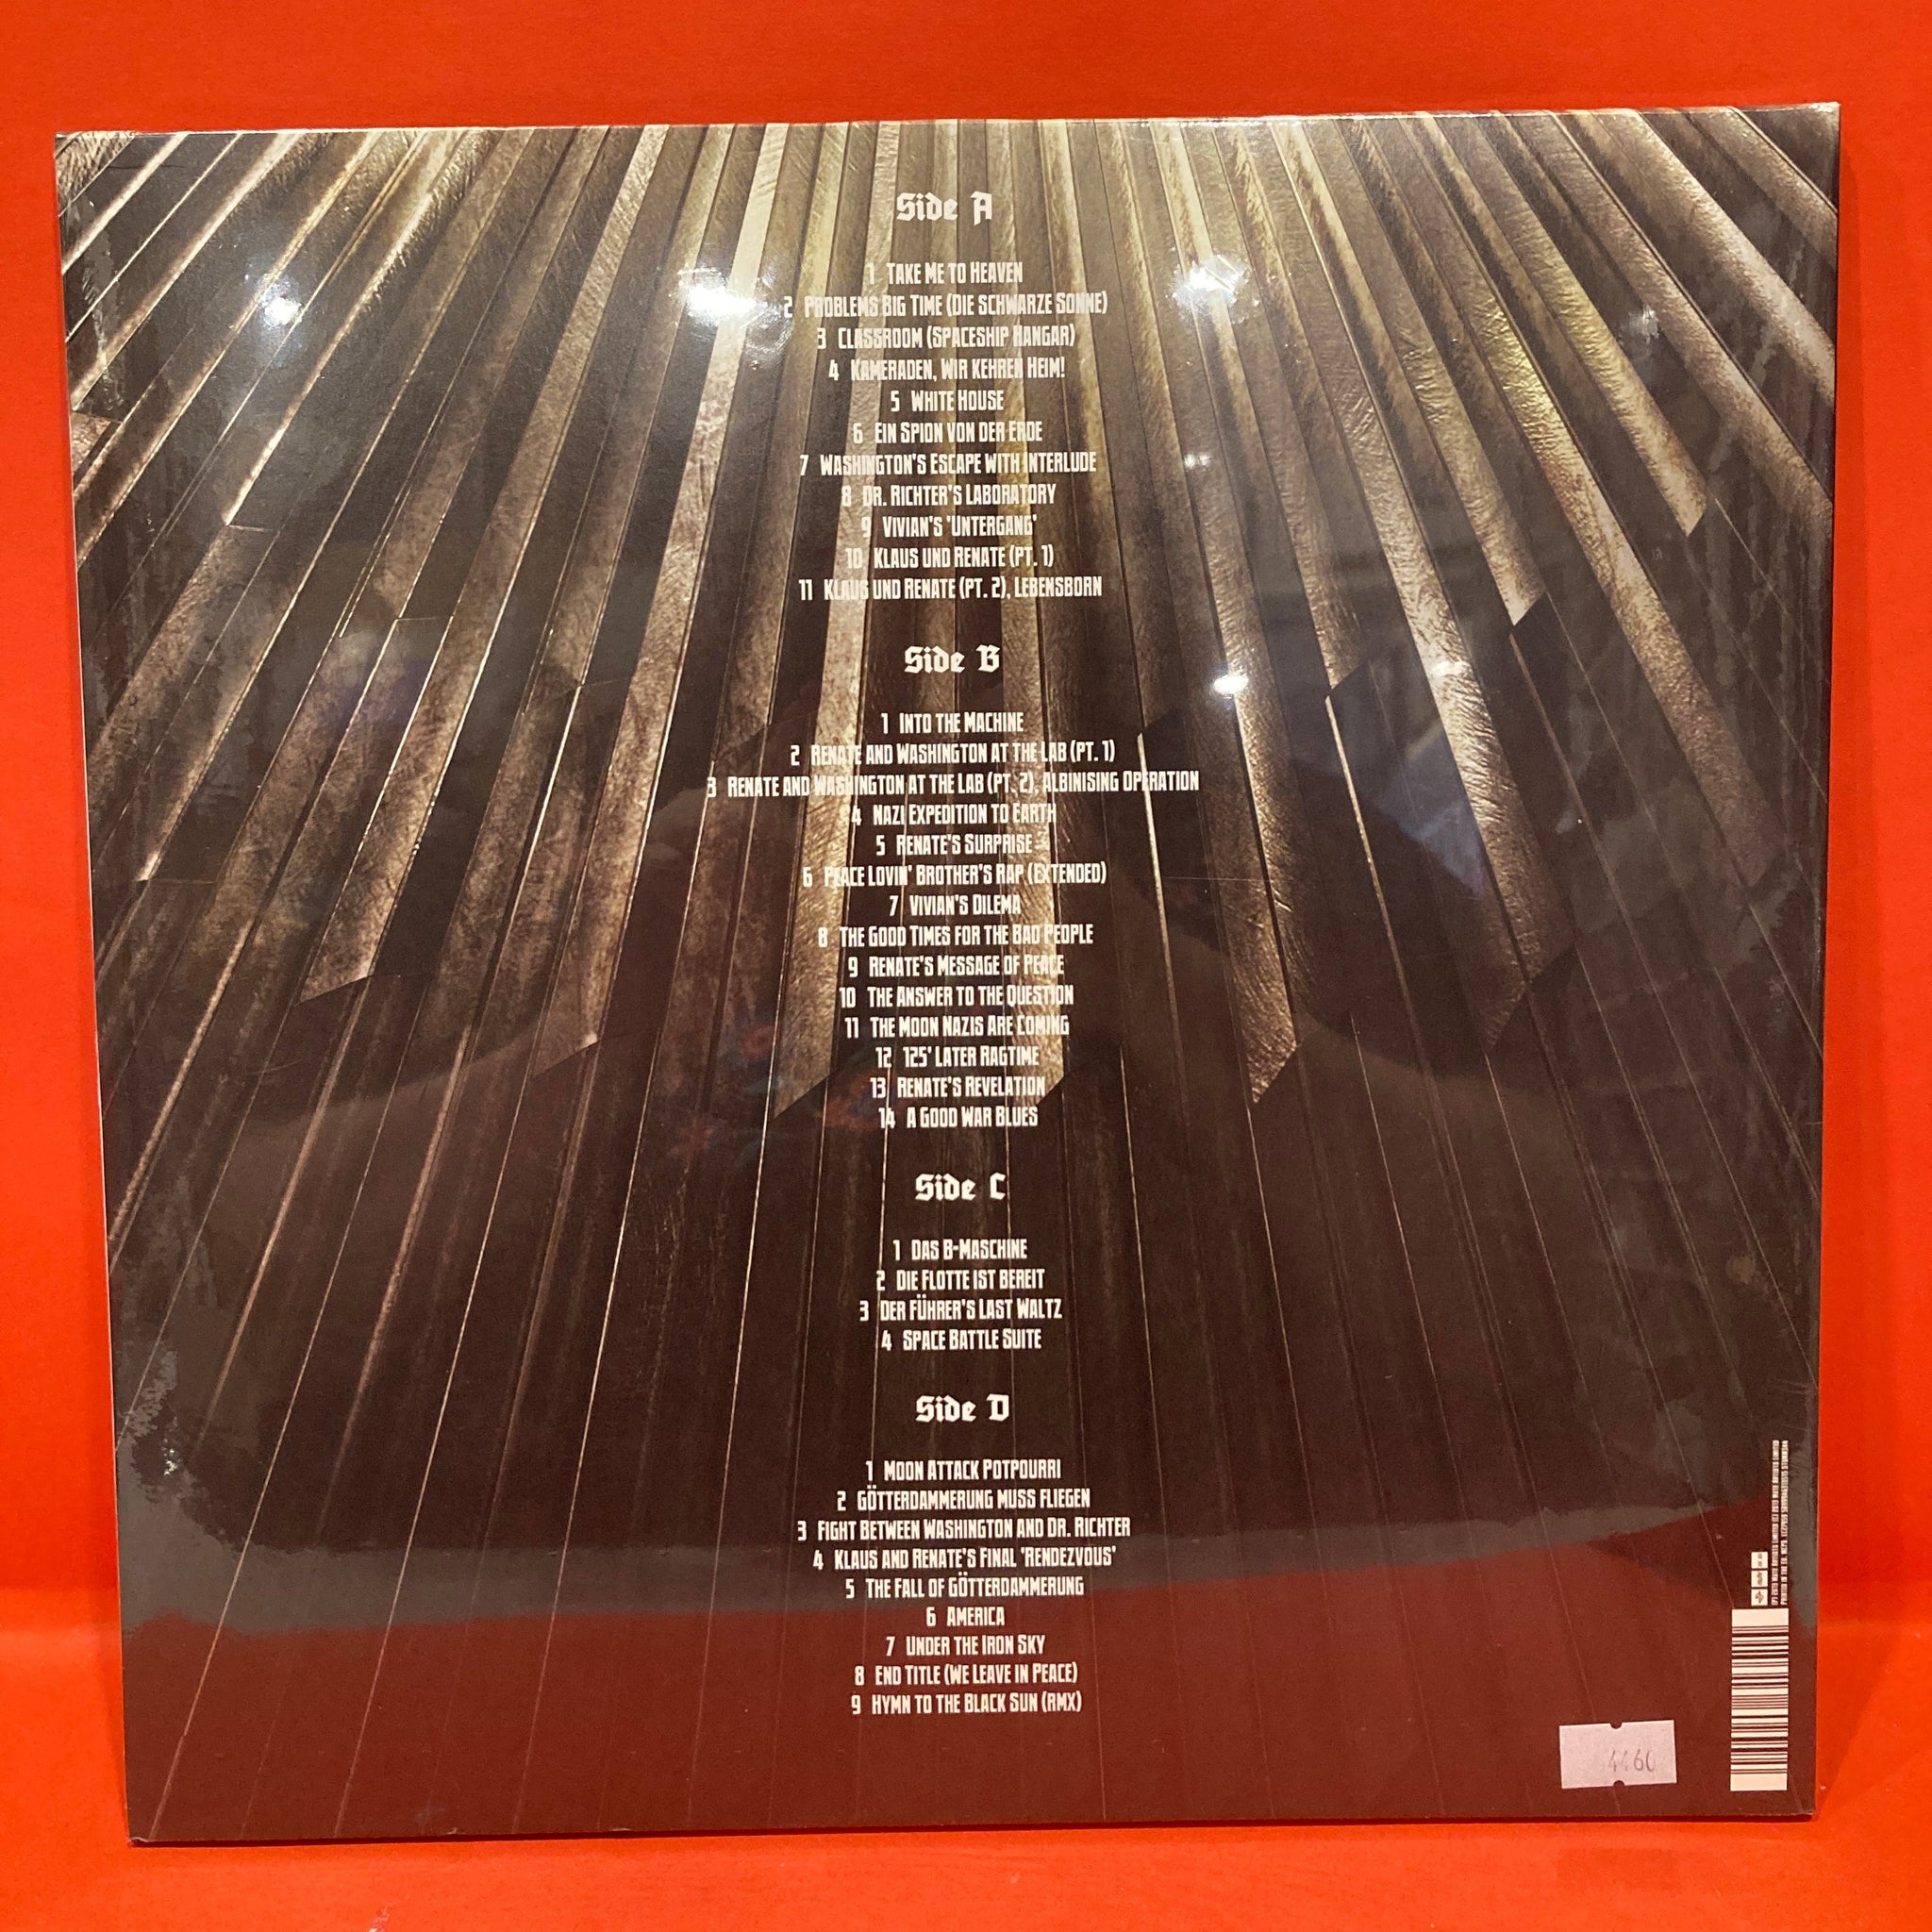 Side A
1 Take Me to Heaven
2 Problems Big Time (Die schwarze Sonne)
3 Classroom (Spaceship Hangar)
4 Kameraden, Wir kehren Heim!
5 White House
6 Ein Spion von der Erde
7 Washington's Escape with Interlude
8 Dr. Richter's Laboratory
9 Vivian's 'Untergang'
10 Klaus und Renate (pt. 1)
11 Klaus und Renate (pt. 2), Lebensborn
Side B
1 Into the Machine
2 Renate and Washington at the Lab (pt. 1)
3 Renate and Washington at the Lab (pt. 2), Albinising Operation
4 Nazi Expedition to Earth
5 Renate's Surprise
6 Peace Lovin' Brother's Rap (Extended)
7 Vivian's Dilema
8 The Good Times for the Bad People
9 Renate's Message of Peace
10 The Answer to the Question
11 The Moon Nazis Are Coming
12 125' Later Ragtime
13 Renate's Revelation
14 A Good War Blues
Side C
1 Das B-Maschine
2 Die Flotte ist bereit
3 Der Führer's Last Waltz
4 Space Battle Suite
Side D
1 Moon Attack Potpourri
2 Götterdammerung muss fliegen
3 Fight Between Washington and Dr. Richter
4 Klaus and Renate's Final 'Rendezvous'
5 The Fall of Götterdammerung
6 America
7 Under the Iron Sky
8 End Title (We Leave in Peace)
9 Hymn to the Black Sun (RMX)
4460